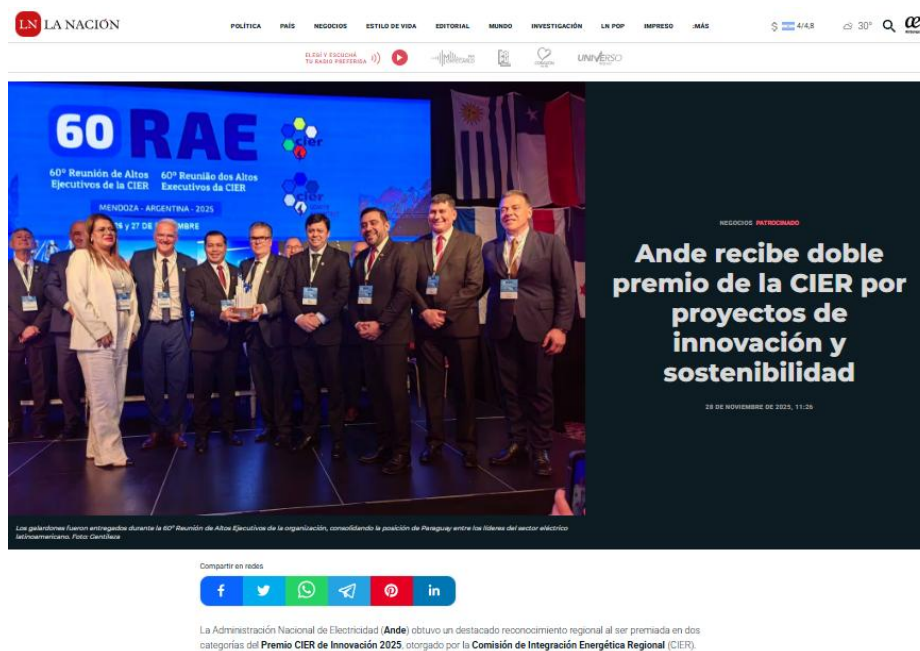 LN LA NACIÓN
POLÍTICA PAÍS NEGOCIOS ESTILO DE VIDA EDITORIAL MUNDO INVESTIGACIÓN LN POP IMPRESO :MÁS
$ 4/4,8 30°
ELEGÍ Y ESCUCHÁ
TU RADIO PREFERIDA
UNIVERSO
60 RAE
cier
60º Reunión de Altos
Ejecutivos de la CIER
60º Reunião dos Altos
Executivos da CIER
MENDOZA - ARGENTINA - 2025
y 27 DE
NEGOCIOS PATROCINADO
Ande recibe doble
premio de la CIER por
proyectos de
innovación y
sostenibilidad
28 DE NOVIEMBRE DE 2025, 11:26
Los galardones fueron entregados durante la 60º Reunión de Altos Ejecutivos de la organización, consolidando la posición de Paraguay entre los líderes del sector eléctrico
latinoamericano. Foto: Gentileza
Compartir en redes
La Administración Nacional de Electricidad (Ande) obtuvo un destacado reconocimiento regional al ser premiada en dos
categorías del Premio CIER de Innovación 2025, otorgado por la Comisión de Integración Energética Regional (CIER).